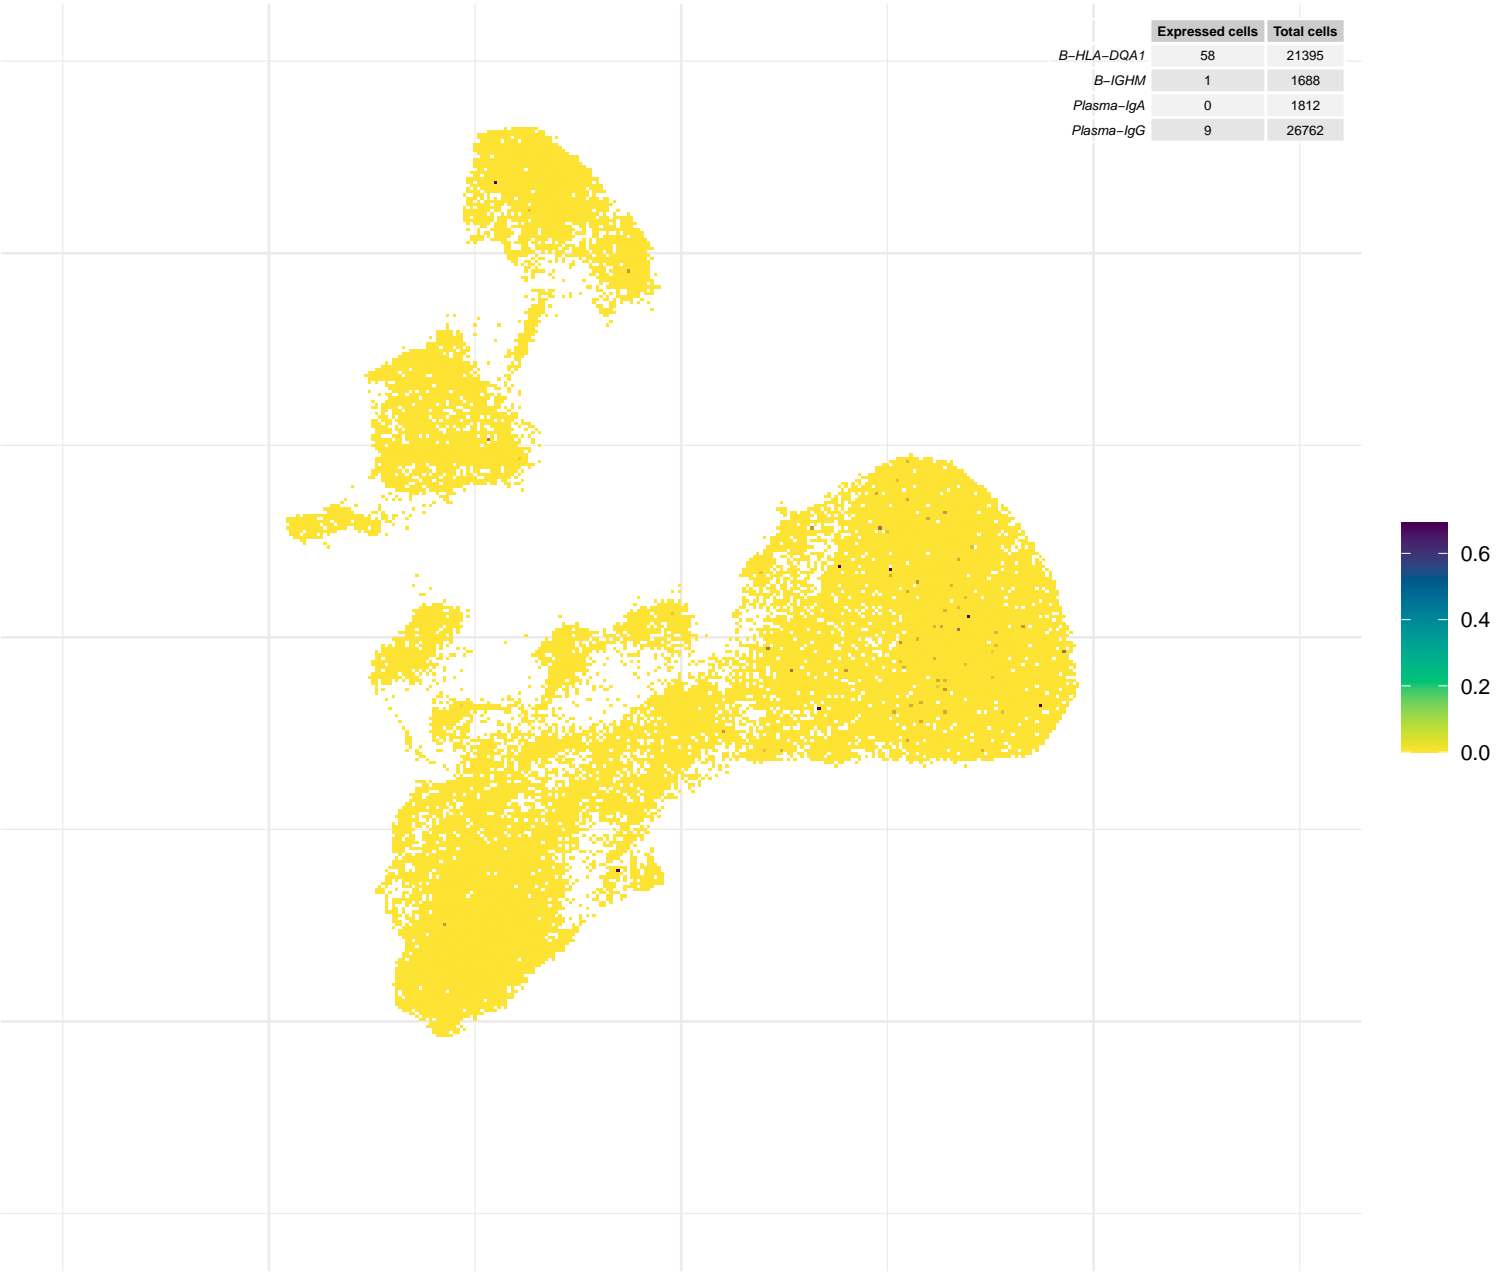 Expressed cells Total cells
B−HLA−DQA1 58 21395
B−IGHM 1 1688
Plasma−IgA 0 1812
Plasma−IgG 9 26762
0.6
0.4
0.2
0.0